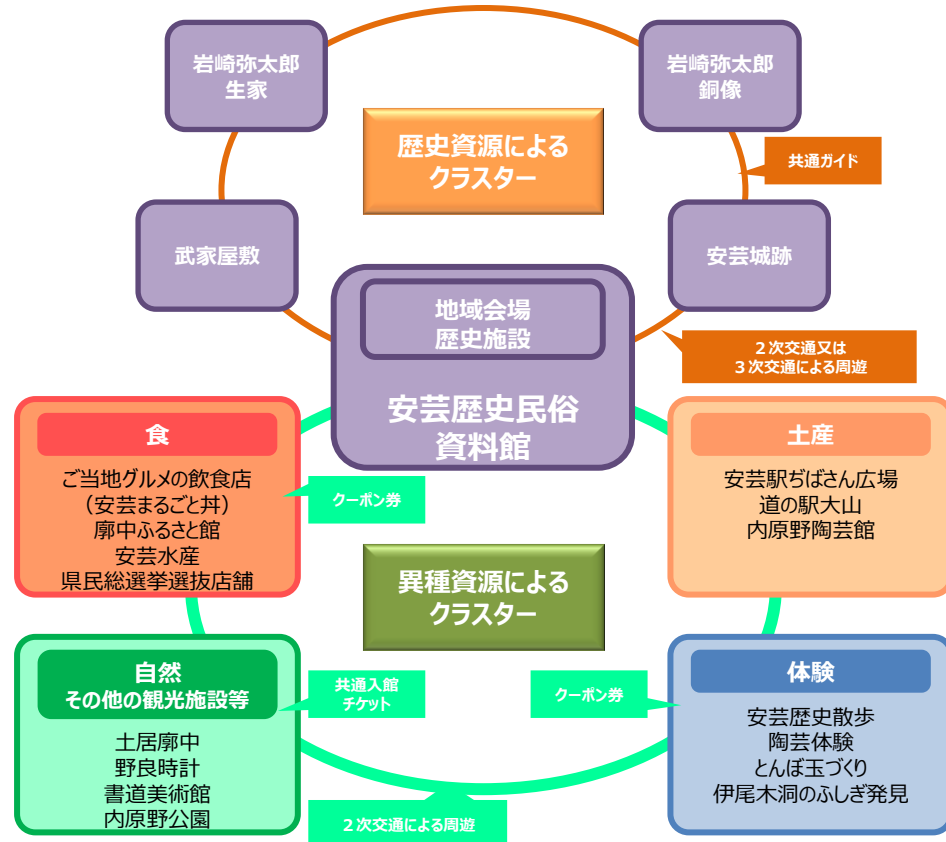 岩崎弥太郎
生家
岩崎弥太郎
銅像
歴史資源による
クラスター
共通ガイド
武家屋敷
安芸城跡
地域会場
歴史施設
安芸歴史民俗
資料館
２次交通又は
３次交通による周遊
食
ご当地グルメの飲食店
（安芸まるごと丼）
廓中ふるさと館
安芸水産
県民総選挙選抜店舗
クーポン券
土産
安芸駅ぢばさん広場
道の駅大山
内原野陶芸館
異種資源による
クラスター
自然
その他の観光施設等
土居廓中
野良時計
書道美術館
内原野公園
共通入館
チケット
クーポン券
体験
安芸歴史散歩
陶芸体験
とんぼ玉づくり
伊尾木洞のふしぎ発見
２次交通による周遊